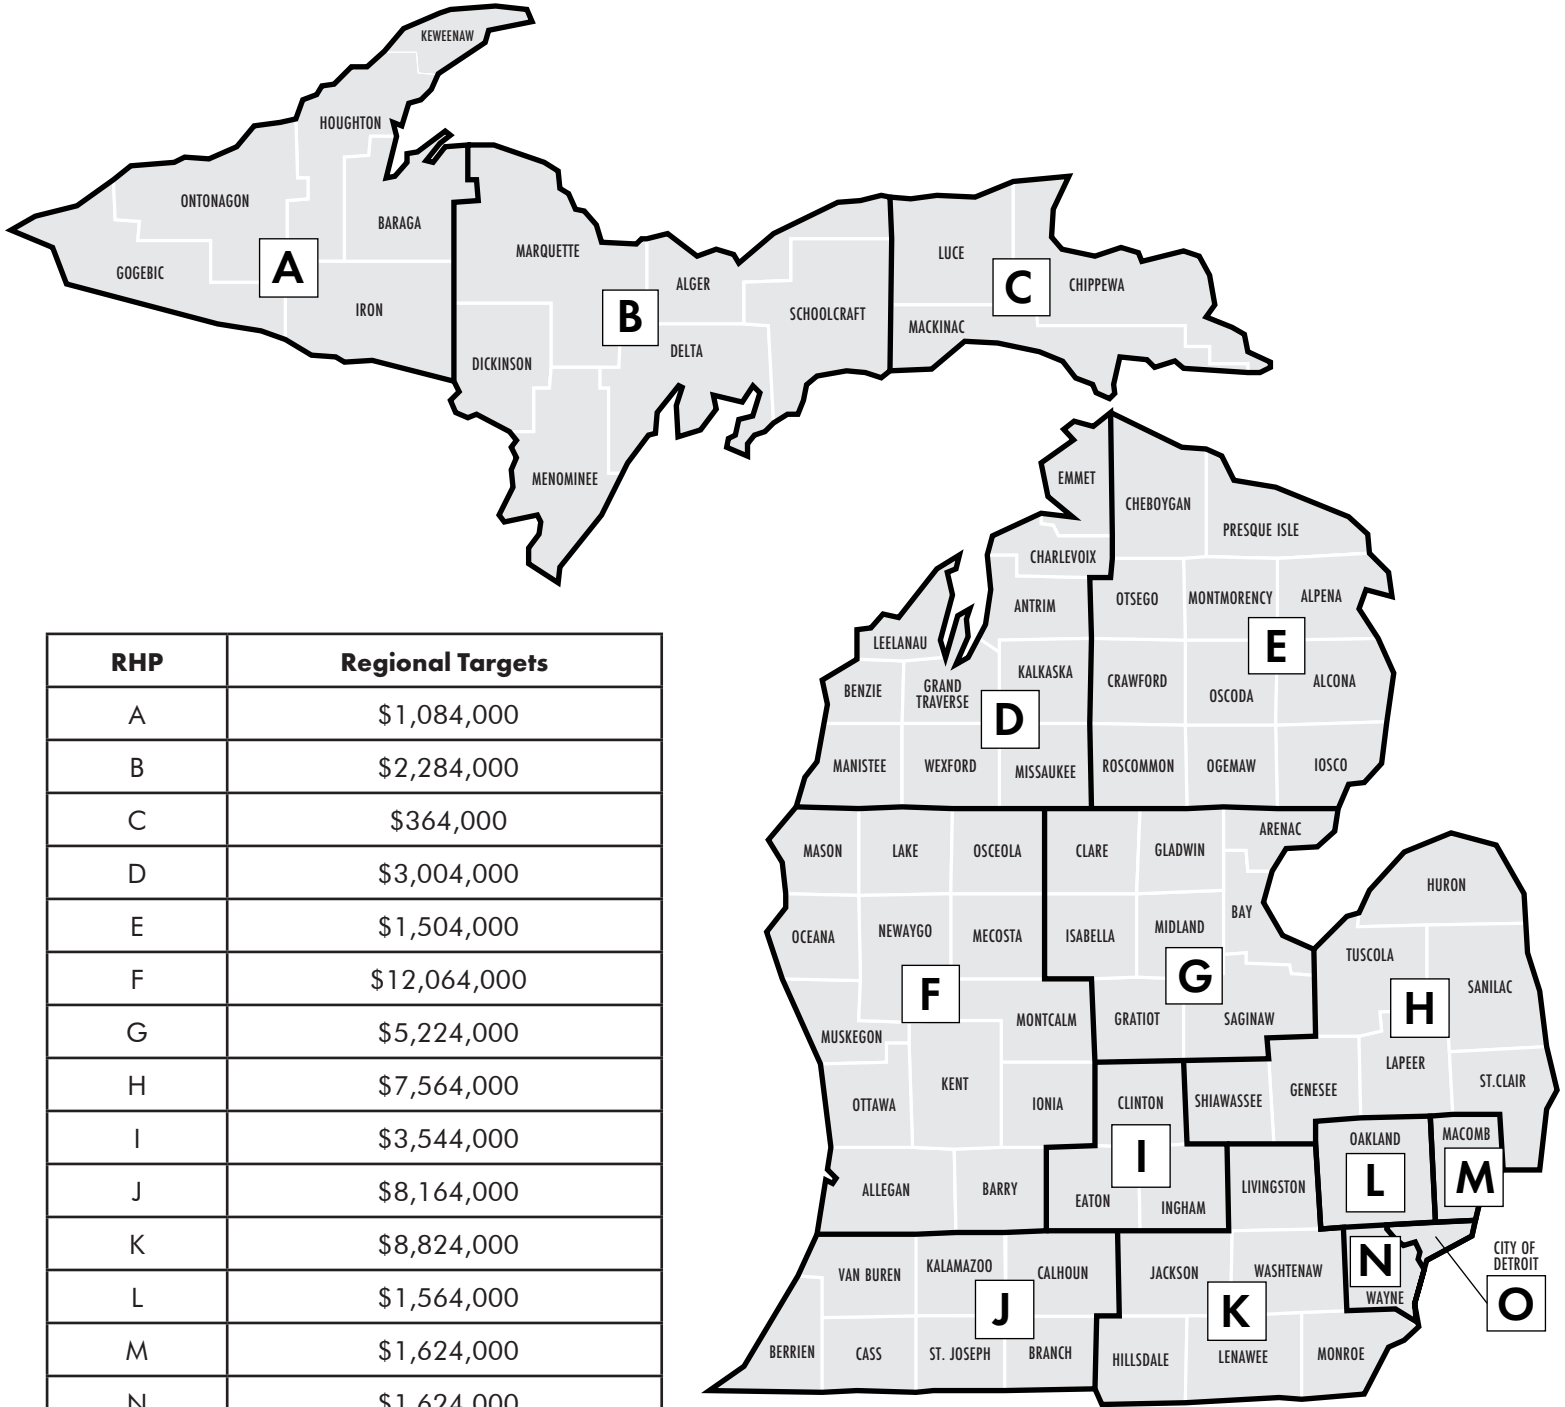 KEWEENAW
HOUGHTON
ONTONAGON
BARAGA
GOGEBIC
A
IRON
MARQUETTE
ALGER
B
SCHOOLCRAFT
DICKINSON
DELTA
MENOMINEE
LUCE
C
CHIPPEWA
MACKINAC
EMMET
CHEBOYGAN
PRESQUE ISLE
CHARLEVOIX
ANTRIM
OTSEGO
MONTMORENCY
ALPENA
LEELANAU
E
BENZIE
GRAND
TRAVERSE
KALKASKA
CRAWFORD
OSCODA
ALCONA
D
MANISTEE
WEXFORD
MISSAUKEE
ROSCOMMON
OGEMAW
IOSCO
MASON
LAKE
OSCEOLA
CLARE
GLADWIN
ARENAC
HURON
OCEANA
NEWAYGO
MECOSTA
ISABELLA
MIDLAND
BAY
TUSCOLA
SANILAC
F
G
H
MUSKEGON
MONTCALM
GRATIOT
SAGINAW
LAPEER
KENT
OTTAWA
IONIA
CLINTON
SHIAWASSEE
GENESEE
ST.CLAIR
OAKLAND
MACOMB
I
L
M
ALLEGAN
BARRY
EATON
INGHAM
LIVINGSTON
VAN BUREN
KALAMAZOO
CALHOUN
JACKSON
WASHTENAW
N
WAYNE
CITY OF
DETROIT
O
J
K
BERRIEN
CASS
ST. JOSEPH
BRANCH
HILLSDALE
LENAWEE
MONROE
RHP Regional Targets
A $1,084,000
B $2,284,000
C $364,000
D $3,004,000
E $1,504,000
F $12,064,000
G $5,224,000
H $7,564,000
I $3,544,000
J $8,164,000
K $8,824,000
L $1,564,000
M $1,624,000
N $1,624,000